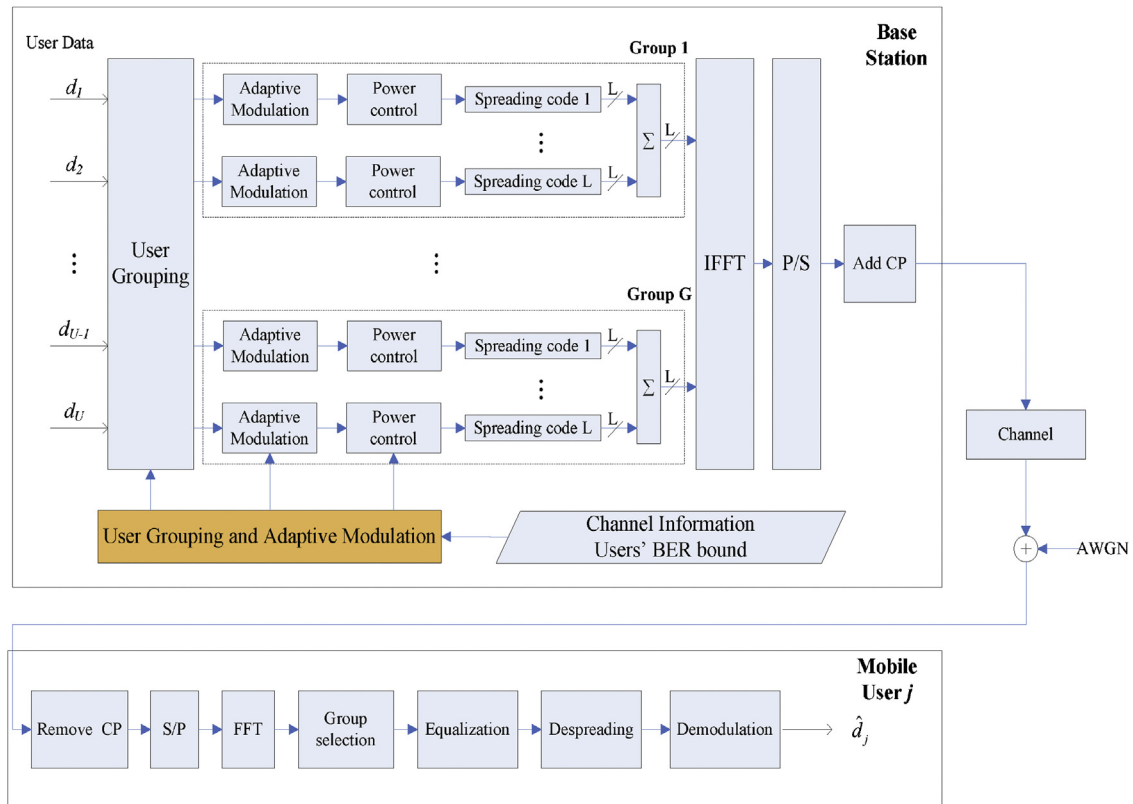 Base
Station
User Data
Group 1
d1
Adaptive
Modulation
Power
control
Spreading code 1
L
⋮
Σ
L
d2
Adaptive
Modulation
Power
control
Spreading code L
L
⋮
User
Grouping
⋮
IFFT
P/S
Add CP
Group G
dU-1
Adaptive
Modulation
Power
control
Spreading code 1
L
⋮
Σ
L
dU
Adaptive
Modulation
Power
control
Spreading code L
L
Channel
User Grouping and Adaptive Modulation
Channel Information
Users’ BER bound
+
AWGN
Mobile
User j
Remove CP
S/P
FFT
Group
selection
Equalization
Despreading
Demodulation
d̂j